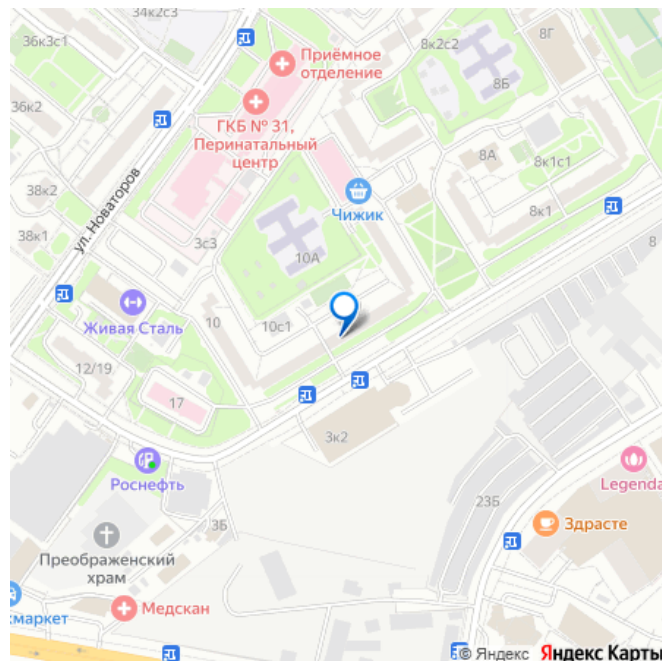 34к2с3
36к3с1
8к2с2
8Г
Приёмное
отделение
8Б
36к2
ГКБ № 31,
Перинатальный
центр
8А
8к1с1
38к2
Чижик
8к1
ул. Новаторов
38к1
3с3
8
10А
10
10с1
Живая Сталь
12/19
17
3к2
Роснефть
Legenda
23Б
Здрасте
3Б
Преображенский
храм
Медскан
кмаркет
© Яндекс Яндекс Карты